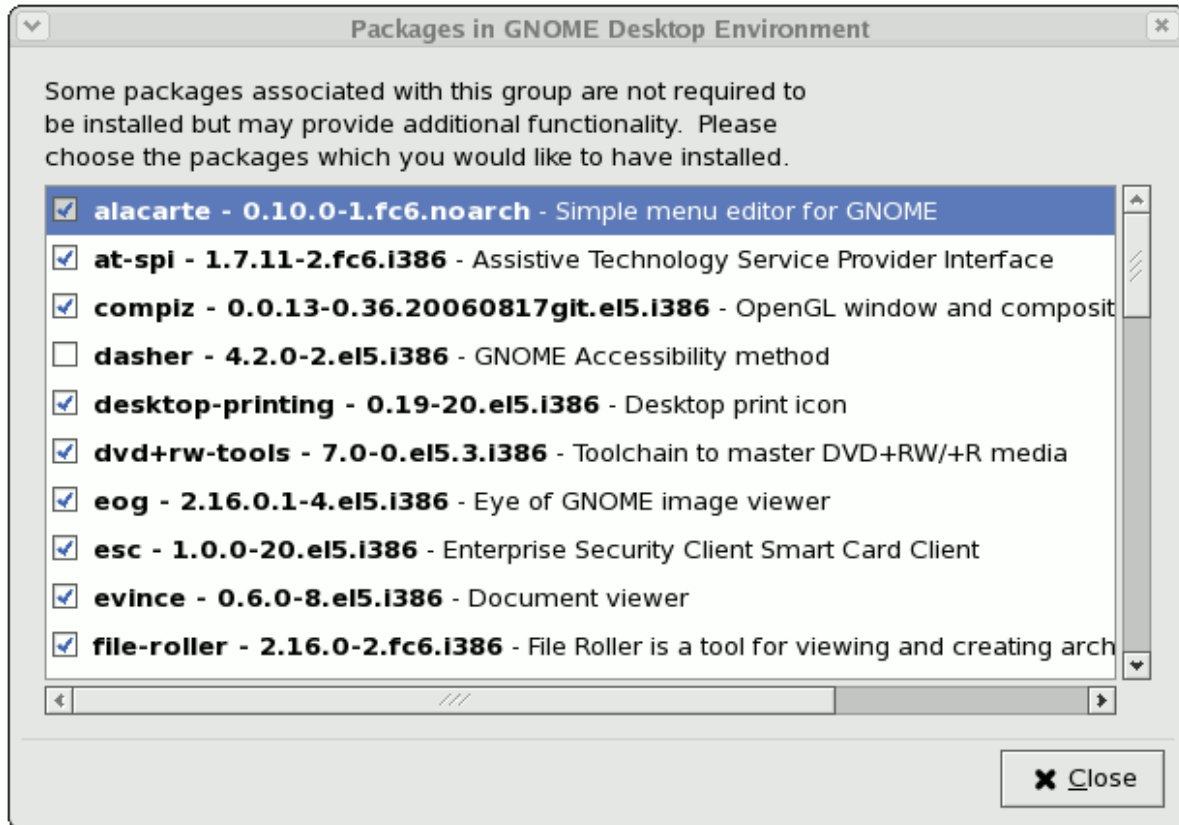 Packages in GNOME Desktop Environment
Some packages associated with this group are not required to
be installed but may provide additional functionality.  Please
choose the packages which you would like to have installed.
alacarte - 0.10.0-1.fc6.noarch - Simple menu editor for GNOME
at-spi - 1.7.11-2.fc6.i386 - Assistive Technology Service Provider Interface
compiz - 0.0.13-0.36.20060817git.el5.i386 - OpenGL window and composit
dasher - 4.2.0-2.el5.i386 - GNOME Accessibility method
desktop-printing - 0.19-20.el5.i386 - Desktop print icon
dvd+rw-tools - 7.0-0.el5.3.i386 - Toolchain to master DVD+RW/+R media
eog - 2.16.0.1-4.el5.i386 - Eye of GNOME image viewer
esc - 1.0.0-20.el5.i386 - Enterprise Security Client Smart Card Client
evince - 0.6.0-8.el5.i386 - Document viewer
file-roller - 2.16.0-2.fc6.i386 - File Roller is a tool for viewing and creating arch
Close